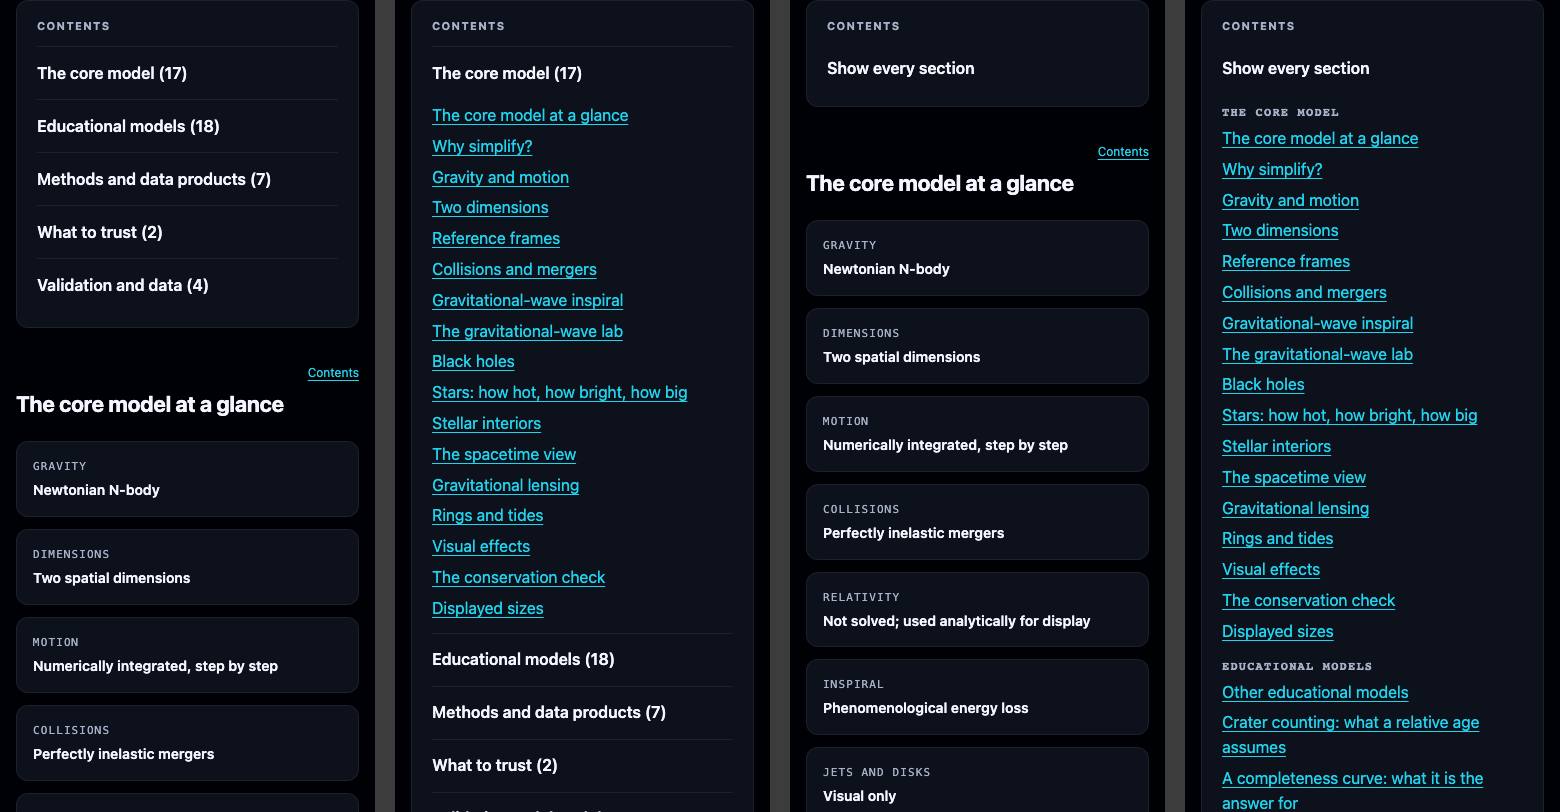 CONTENTS
The core model (17)
Educational models (18)
Methods and data products (7)
What to trust (2)
Validation and data (4)
Contents
The core model at a glance
GRAVITY
Newtonian N-body
DIMENSIONS
Two spatial dimensions
MOTION
Numerically integrated, step by step
COLLISIONS
Perfectly inelastic mergers
CONTENTS
The core model (17)
The core model at a glance
Why simplify?
Gravity and motion
Two dimensions
Reference frames
Collisions and mergers
Gravitational-wave inspiral
The gravitational-wave lab
Black holes
Stars: how hot, how bright, how big
Stellar interiors
The spacetime view
Gravitational lensing
Rings and tides
Visual effects
The conservation check
Displayed sizes
Educational models (18)
Methods and data products (7)
What to trust (2)
CONTENTS
Show every section
Contents
The core model at a glance
GRAVITY
Newtonian N-body
DIMENSIONS
Two spatial dimensions
MOTION
Numerically integrated, step by step
COLLISIONS
Perfectly inelastic mergers
RELATIVITY
Not solved; used analytically for display
INSPIRAL
Phenomenological energy loss
JETS AND DISKS
Visual only
CONTENTS
Show every section
THE CORE MODEL
The core model at a glance
Why simplify?
Gravity and motion
Two dimensions
Reference frames
Collisions and mergers
Gravitational-wave inspiral
The gravitational-wave lab
Black holes
Stars: how hot, how bright, how big
Stellar interiors
The spacetime view
Gravitational lensing
Rings and tides
Visual effects
The conservation check
Displayed sizes
EDUCATIONAL MODELS
Other educational models
Crater counting: what a relative age
assumes
A completeness curve: what it is the
answer for